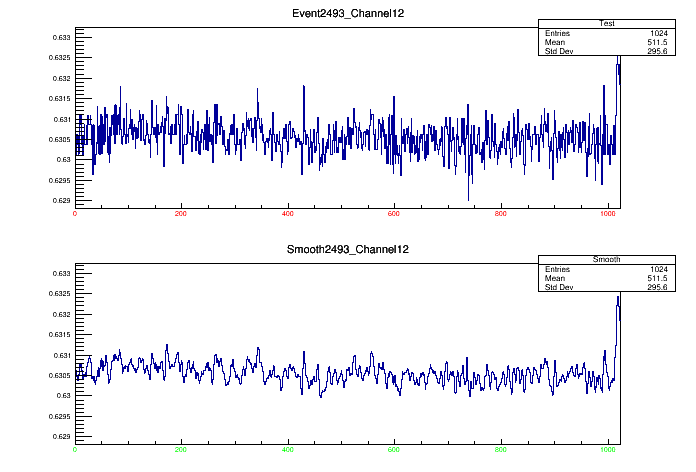 Event2493_Channel12
Test
Entries 1024
Mean 511.5
Std Dev 295.6
0.633
0.6325
0.632
0.6315
0.631
0.6305
0.63
0.6295
0.629
0 200 400 600 800 1000
Smooth2493_Channel12
Smooth
Entries 1024
Mean 511.5
Std Dev 295.6
0.633
0.6325
0.632
0.6315
0.631
0.6305
0.63
0.6295
0.629
0 200 400 600 800 1000